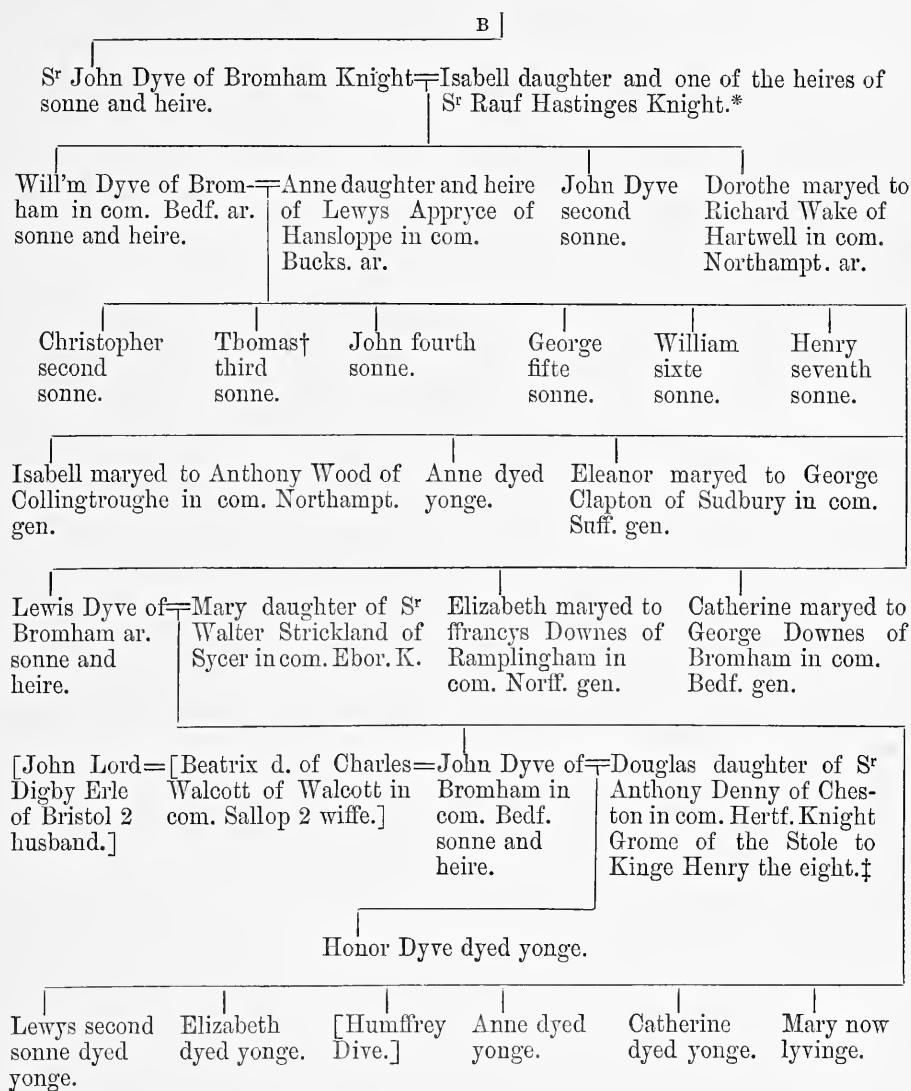 B
Sr John Dyve of Bromham Knight=Isabell daughter and one of the heires of
sonne and heire. Sr Rauf Hastinges Knight.*
Will'm Dyve of Brom-=Anne daughter and heire John Dyve Dorothe maryed to
ham in com. Bedf. ar. of Lewys Appryce of second Richard Wake of
sonne and heire. Hansloppe in com. sonne. Hartwell in com.
Bucks. ar. Northampt. ar.
Christopher Thomas† John fourth George William Henry
second third sonne. fifte sixte seventh
sonne. sonne. sonne. sonne. sonne.
Isabell maryed to Anthony Wood of Anne dyed Eleanor maryed to George
Collingtroughe in com. Northampt. yonge. Clapton of Sudbury in com.
gen. Suff. gen.
Lewis Dyve of=Mary daughter of Sr Elizabeth maryed to Catherine maryed to
Bromham ar. Walter Strickland of ffrancys Downes of George Downes of
sonne and Sycer in com. Ebor. K. Ramplingham in Bromham in com.
heire. com. Norff. gen. Bedf. gen.
[John Lord=[Beatrix d. of Charles=John Dyve of=Douglas daughter of Sr
Digby Erle Walcott of Walcott in Bromham in Anthony Denny of Ches-
of Bristol 2 com. Sallop 2 wiffe.] com. Bedf. ton in com. Hertf. Knight
husband.] sonne and Grome of the Stole to
heire. Kinge Henry the eight.‡
Honor Dyve dyed yonge.
Lewys second Elizabeth [Humffrey Anne dyed Catherine Mary now
sonne dyed dyed yonge. Dive.] yonge. dyed yonge. lyvinge.
yonge.